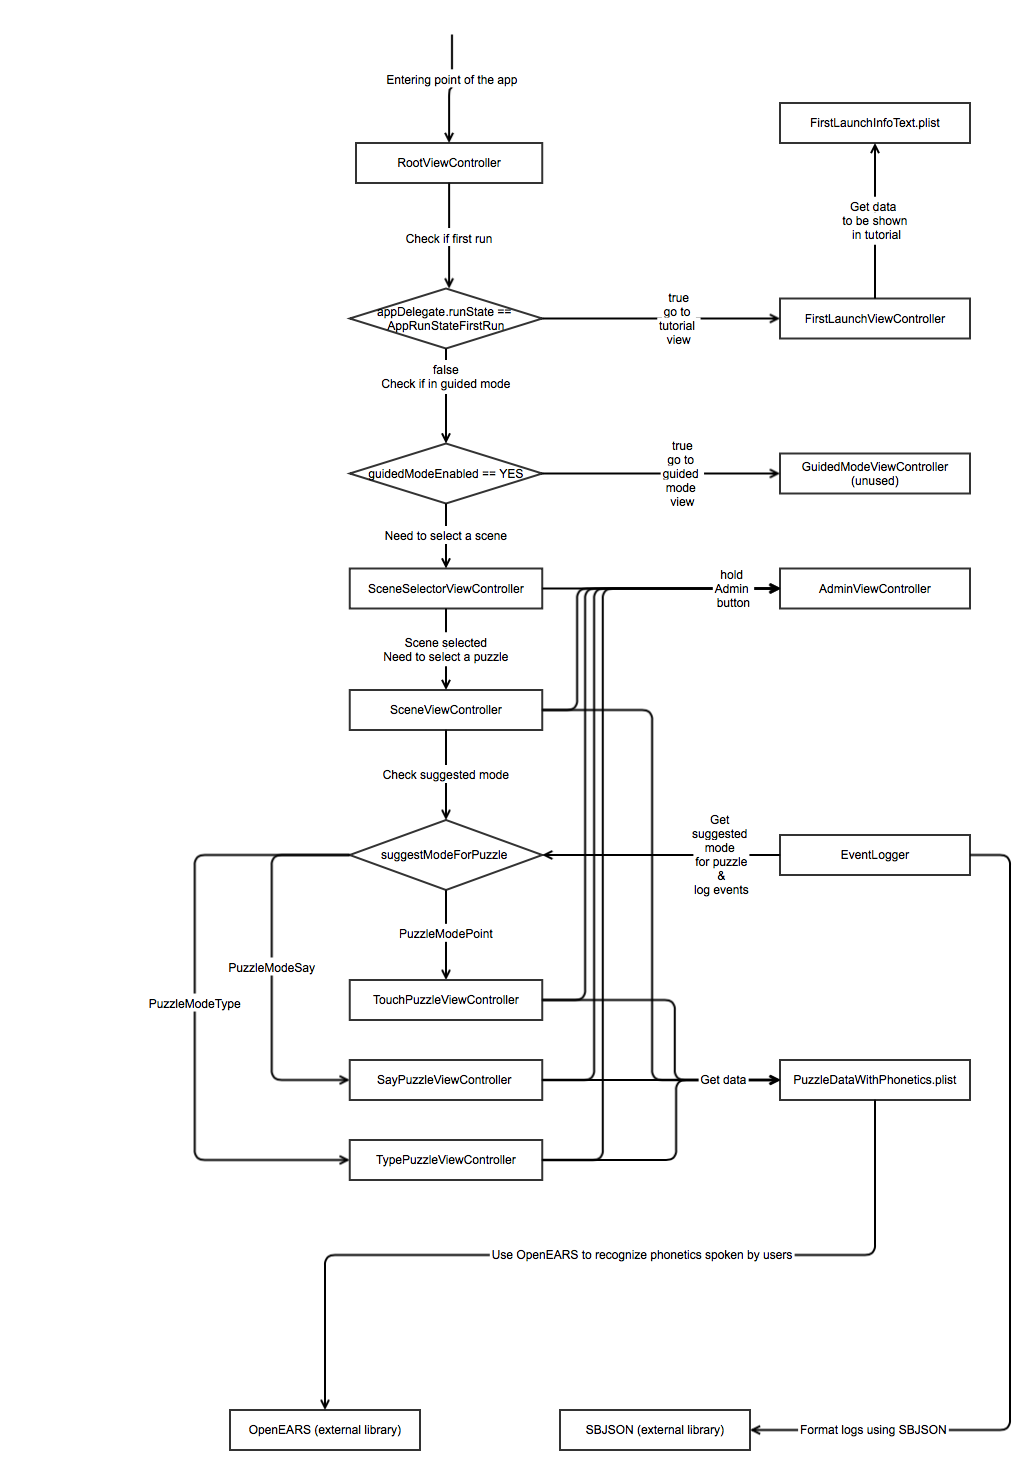 Entering point of the app
FirstLaunchInfoText.plist
RootViewController
Get data
to be shown
in tutorial
Check if first run
appDelegate.runState ==
AppRunStateFirstRun
true
go to
tutorial
view
FirstLaunchViewController
false
Check if in guided mode
guidedModeEnabled == YES
true
go to
guided
mode
view
GuidedModeViewController
(unused)
Need to select a scene
SceneSelectorViewController
hold
Admin
button
AdminViewController
Scene selected
Need to select a puzzle
SceneViewController
Check suggested mode
suggestModeForPuzzle
Get
suggested
mode
for puzzle
&
log events
EventLogger
PuzzleModePoint
PuzzleModeSay
PuzzleModeType
TouchPuzzleViewController
SayPuzzleViewController
Get data
PuzzleDataWithPhonetics.plist
TypePuzzleViewController
Use OpenEARS to recognize phonetics spoken by users
OpenEARS (external library)
SBJSON (external library)
Format logs using SBJSON